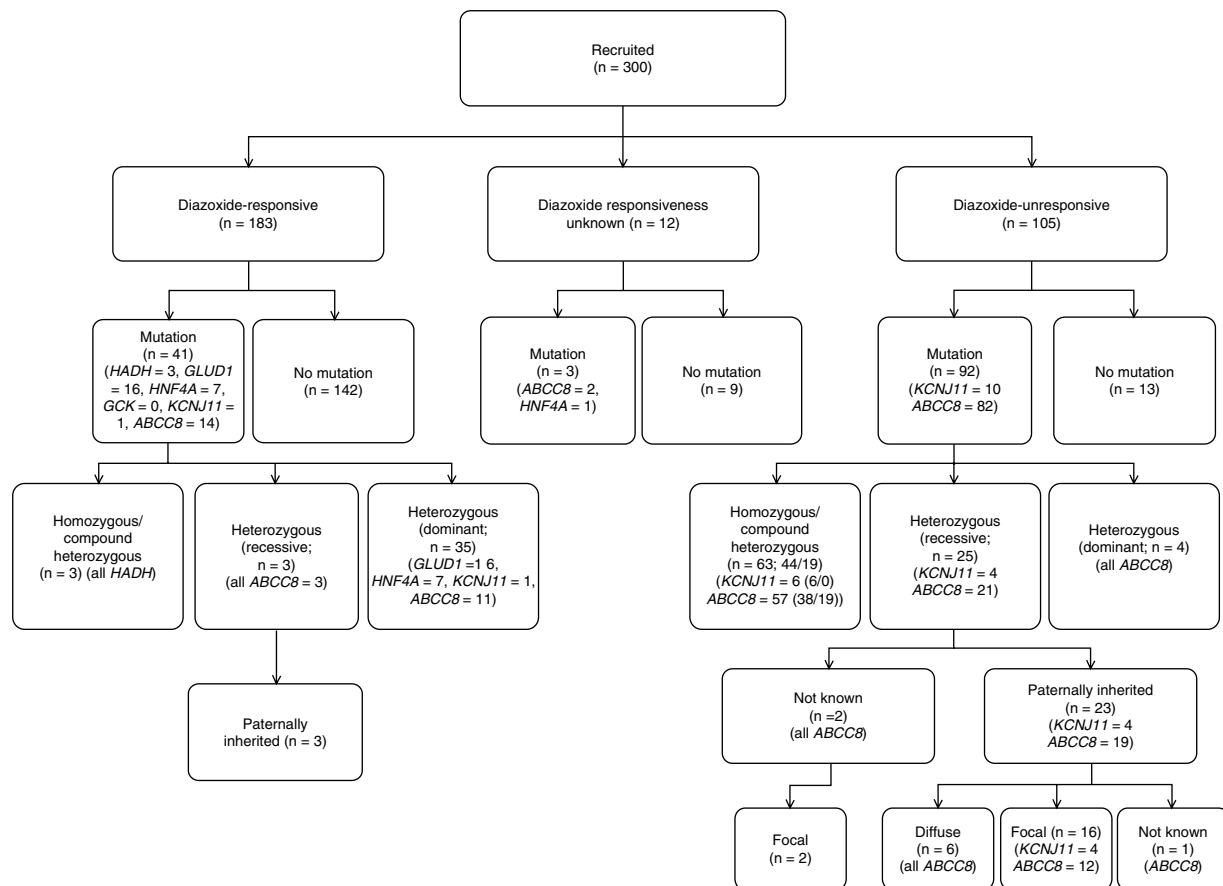 Recruited
(n = 300)
Diazoxide-responsive
(n = 183)
Diazoxide responsiveness
unknown (n = 12)
Diazoxide-unresponsive
(n = 105)
Mutation
(n = 41)
(HADH = 3, GLUD1
= 16, HNF4A = 7,
GCK = 0, KCNJ11 =
1, ABCC8 = 14)
No mutation
(n = 142)
Mutation
(n = 3)
(ABCC8 = 2,
HNF4A = 1)
No mutation
(n = 9)
Mutation
(n = 92)
(KCNJ11 = 10
ABCC8 = 82)
No mutation
(n = 13)
Homozygous/
compound
heterozygous
(n = 3) (all HADH)
Heterozygous
(recessive;
n = 3)
(all ABCC8 = 3)
Heterozygous
(dominant;
n = 35)
(GLUD1 =1 6,
HNF4A = 7, KCNJ11 = 1,
ABCC8 = 11)
Homozygous/
compound
heterozygous
(n = 63; 44/19)
(KCNJ11 = 6 (6/0)
ABCC8 = 57 (38/19))
Heterozygous
(recessive;
n = 25)
(KCNJ11 = 4
ABCC8 = 21)
Heterozygous
(dominant; n = 4)
(all ABCC8)
Paternally
inherited (n = 3)
Not known
(n =2)
(all ABCC8)
Paternally inherited
(n = 23)
(KCNJ11 = 4
ABCC8 = 19)
Focal
(n = 2)
Diffuse
(n = 6)
(all ABCC8)
Focal (n = 16)
(KCNJ11 = 4
ABCC8 = 12)
Not known
(n = 1)
(ABCC8)